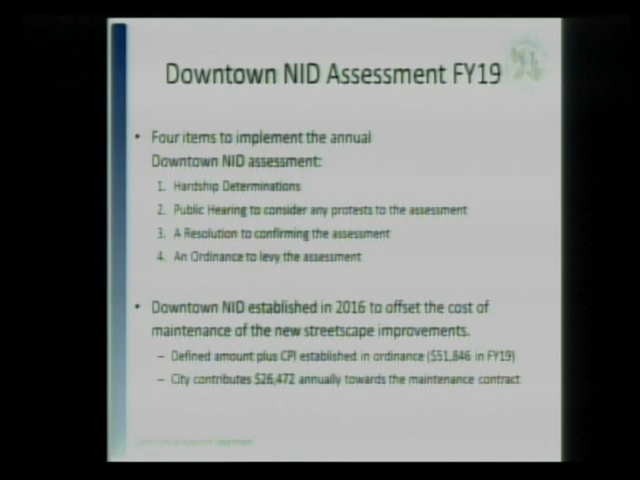 Downtown NID Assessment FY19
• Four items to implement the annual
Downtown NID assessment:
1. Hardship Determinations
2. Public Hearing to consider any protests to the assessment
3. A Resolution to confirming the assessment
4. An Ordinance to levy the assessment
• Downtown NID established in 2016 to offset the cost of
maintenance of the new streetscape improvements.
– Defined amount plus CPI established in ordinance ($51,846 in FY19)
– City contributes $26,472 annually towards the maintenance contract